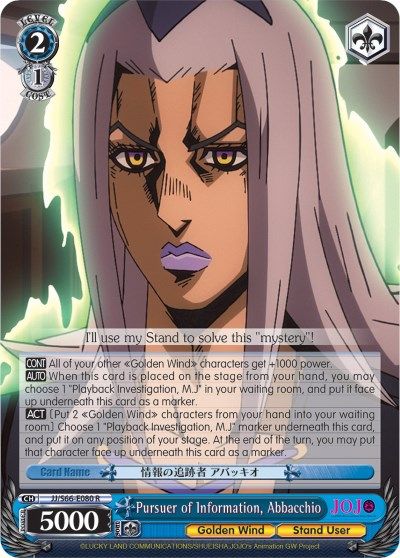 LEVEL
2
1
COST
I'll use my Stand to solve this "mystery"!
CONT All of your other «Golden Wind» characters get +1000 power.
AUTO When this card is placed on the stage from your hand, you may
choose 1 "Playback Investigation, M.J" in your waiting room, and put it face
up underneath this card as a marker.
ACT [Put 2 «Golden Wind» characters from your hand into your waiting
room] Choose 1 "Playback Investigation, M.J" marker underneath this card, and
put it on any position of your stage. At the end of the turn, you may put
that character face up underneath this card as a marker.
Card Name 情報の追跡者 アバッキオ
CH JJ/S66-E080 R
5000
Pursuer of Information, Abbacchio JOJO
Golden Wind Stand User
©LUCKY LAND COMMUNICATIONS/SHUEISHA,JOJO's Animation GW Project